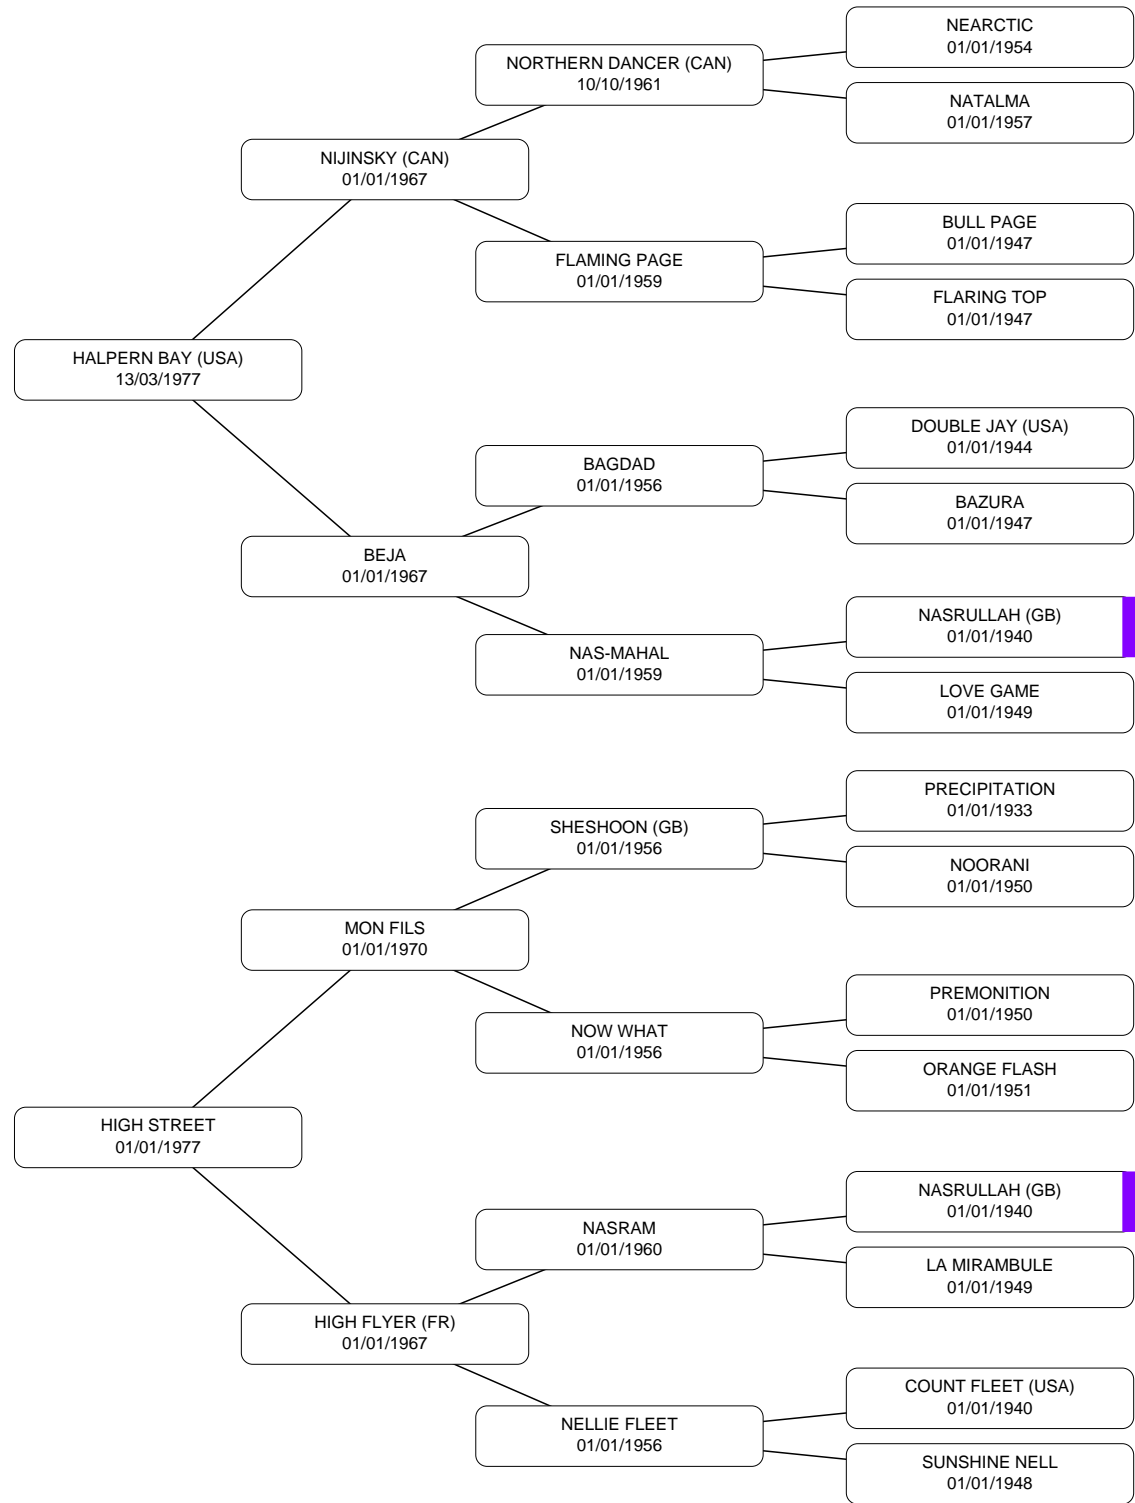 NEARCTIC
01/01/1954
NORTHERN DANCER (CAN)
10/10/1961
NATALMA
01/01/1957
NIJINSKY (CAN)
01/01/1967
BULL PAGE
01/01/1947
FLAMING PAGE
01/01/1959
FLARING TOP
01/01/1947
HALPERN BAY (USA)
13/03/1977
DOUBLE JAY (USA)
01/01/1944
BAGDAD
01/01/1956
BAZURA
01/01/1947
BEJA
01/01/1967
NASRULLAH (GB)
01/01/1940
NAS-MAHAL
01/01/1959
LOVE GAME
01/01/1949
PRECIPITATION
01/01/1933
SHESHOON (GB)
01/01/1956
NOORANI
01/01/1950
MON FILS
01/01/1970
PREMONITION
01/01/1950
NOW WHAT
01/01/1956
ORANGE FLASH
01/01/1951
HIGH STREET
01/01/1977
NASRULLAH (GB)
01/01/1940
NASRAM
01/01/1960
LA MIRAMBULE
01/01/1949
HIGH FLYER (FR)
01/01/1967
COUNT FLEET (USA)
01/01/1940
NELLIE FLEET
01/01/1956
SUNSHINE NELL
01/01/1948